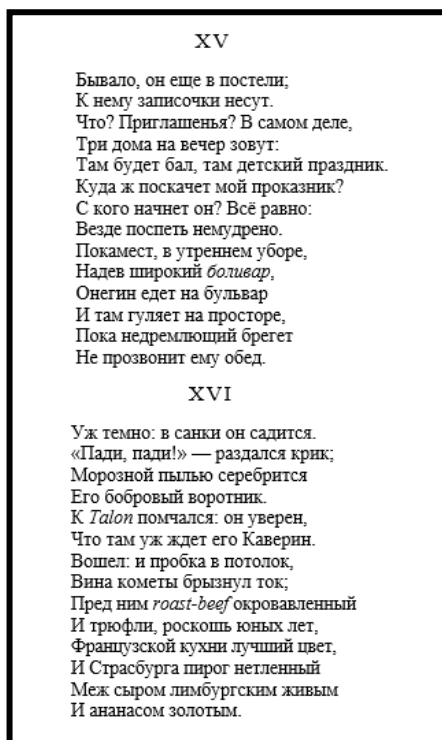 XV
Бывало, он еще в постели;
К нему записочки несут.
Что? Приглашенья? В самом деле,
Три дома на вечер зовут:
Там будет бал, там детский праздник.
Куда ж поскачет мой проказник?
С кого начнет он? Всё равно:
Везде поспеть немудрено.
Покамест, в утреннем уборе,
Надев широкий боливар,
Онегин едет на бульвар
И там гуляет на просторе,
Пока недремлющий брегет
Не прозвонит ему обед.
XVI
Уж темно: в санки он садится.
«Пади, пади!» — раздался крик;
Морозной пылью серебрится
Его бобровый воротник.
К Talon помчался: он уверен,
Что там уж ждет его Каверин.
Вошел: и пробка в потолок,
Вина кометы брызнул ток;
Пред ним roast-beef окровавленный
И трюфли, роскошь юных лет,
Французской кухни лучший цвет,
И Страсбурга пирог нетленный
Меж сыром лимбургским живым
И ананасом золотым.